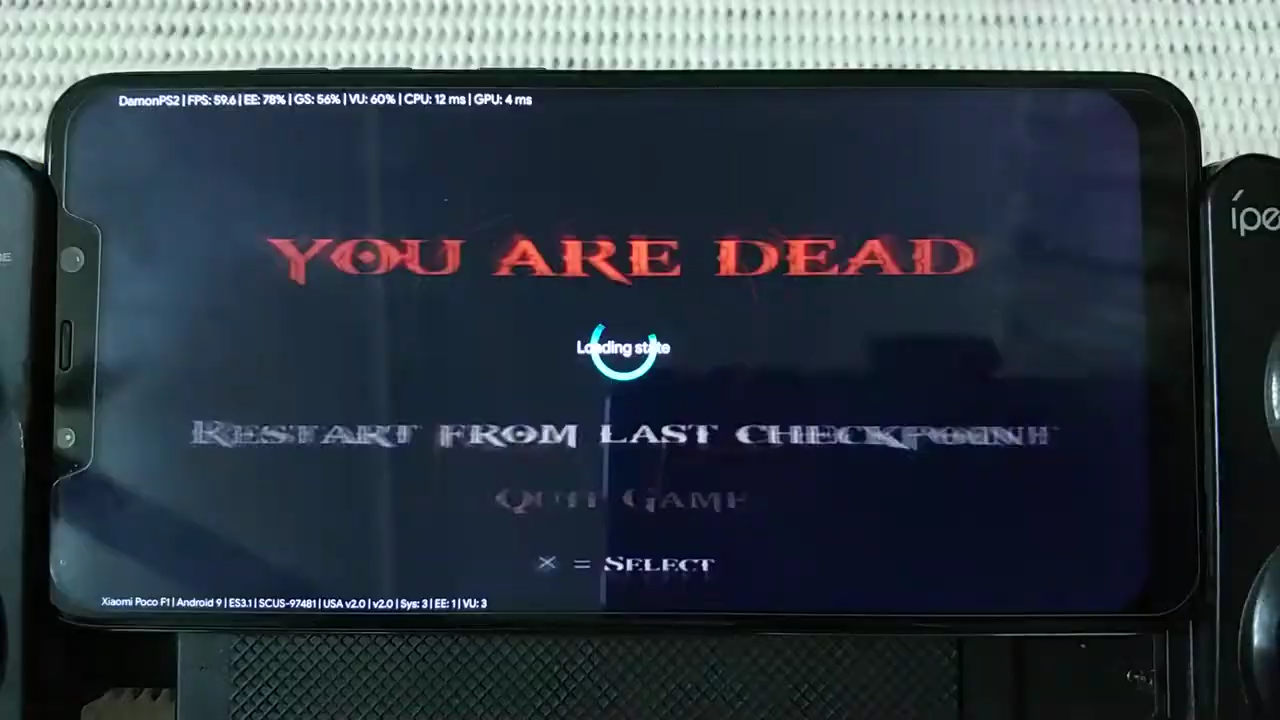 DamonPS2 | FPS: 59.6 | EE: 78% | GS: 56% | VU: 60% | CPU: 12 ms | GPU: 4 ms
YOU ARE DEAD
Loading state
RESTART FROM LAST CHECKPOINT
QUIT GAME
× = SELECT
Xiaomi Poco F1 | Android 9 | ES3.1 | SCUS-97481 | USA v2.0 | v2.0 | Sys: 3 | EE: 1 | VU: 3
ípe